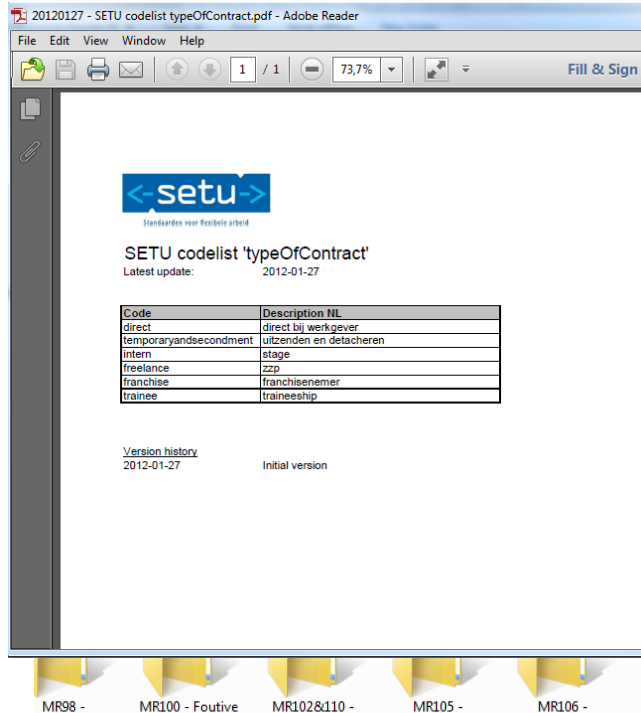 20120127 - SETU codelist typeOfContract.pdf - Adobe Reader
File Edit View Window Help
1 / 1 73,7% Fill & Sign
<-setu->
Standaarden voor flexibele arbeid
SETU codelist 'typeOfContract'
Latest update: 2012-01-27
Code Description NL
direct direct bij werkgever
temporaryandsecondment uitzenden en detacheren
intern stage
freelance zzp
franchise franchisenemer
trainee traineeship
Version history
2012-01-27 Initial version
MR98 - MR100 - Foutive MR102&110 - MR105 - MR106 -